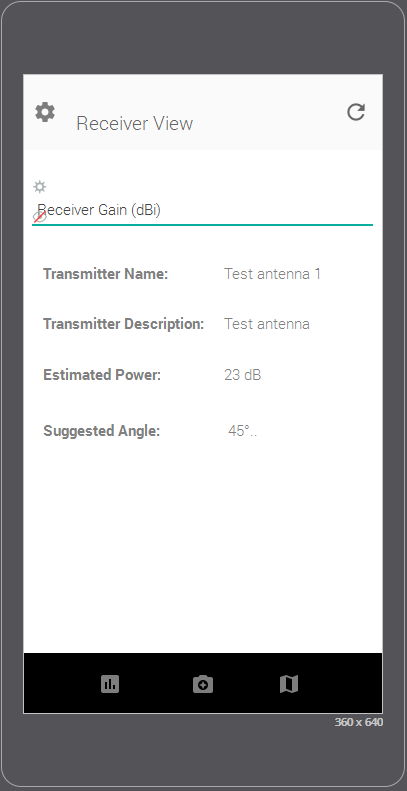 Receiver View
Receiver Gain (dBi)
Transmitter Name: Test antenna 1
Transmitter Description: Test antenna
Estimated Power: 23 dB
Suggested Angle: 45°..
360 x 640